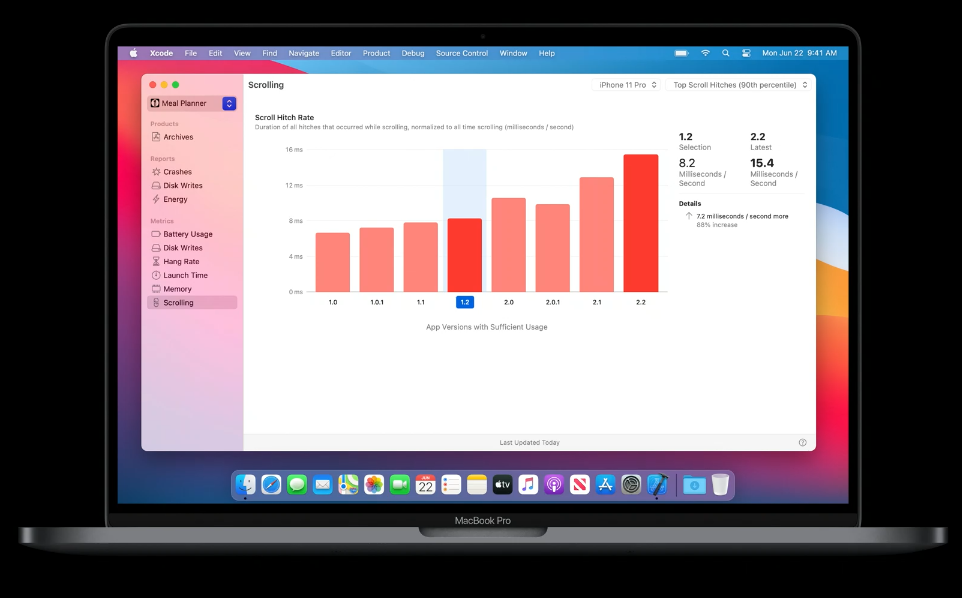 Xcode File Edit View Find Navigate Editor Product Debug Source Control Window Help Mon Jun 22 9:41 AM
Scrolling iPhone 11 Pro Top Scroll Hitches (90th percentile)
Meal Planner
Products
Archives
Reports
Crashes
Disk Writes
Energy
Metrics
Battery Usage
Disk Writes
Hang Rate
Launch Time
Memory
Scrolling
Scroll Hitch Rate
Duration of all hitches that occurred while scrolling, normalized to all time scrolling (milliseconds / second)
16 ms
12 ms
8 ms
4 ms
0 ms
1.0 1.0.1 1.1 1.2 2.0 2.0.1 2.1 2.2
App Versions with Sufficient Usage
1.2 2.2
Selection Latest
8.2 15.4
Milliseconds / Milliseconds /
Second Second
Details
7.2 milliseconds / second more
88% increase
Last Updated Today
?
JUN
22
tv
MacBook Pro